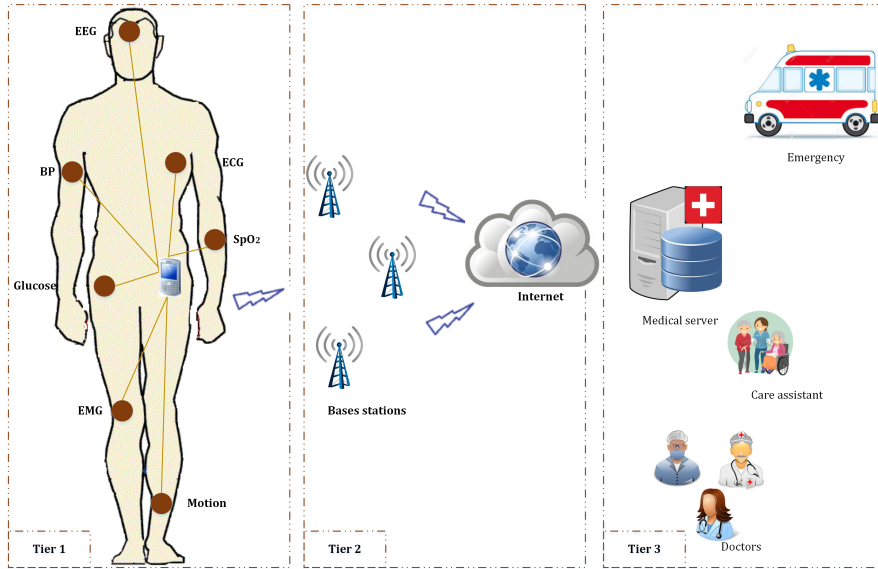 EEG
BP
ECG
SpO2
Glucose
EMG
Motion
Tier 1
Bases stations
Internet
Tier 2
Emergency
Medical server
Care assistant
Doctors
Tier 3